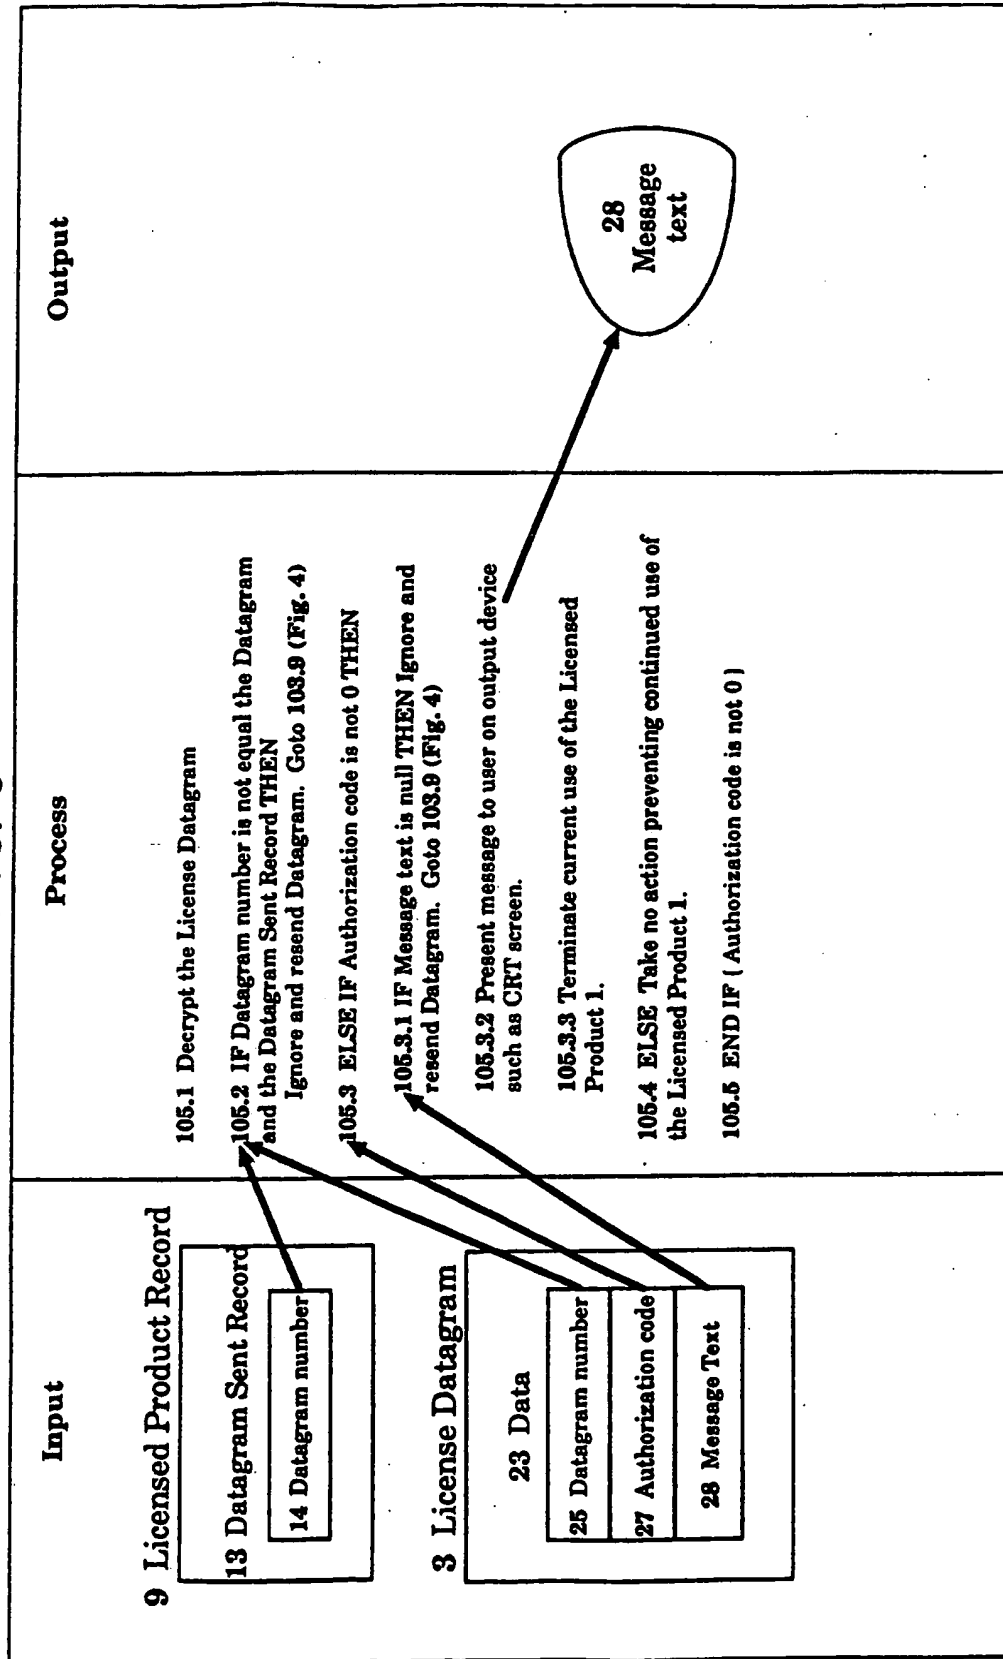 Input
9 Licensed Product Record
13 Datagram Sent Record
14 Datagram number
3 License Datagram
23 Data
25 Datagram number
27 Authorization code
28 Message Text
Process
105.1 Decrypt the License Datagram
105.2 IF Datagram number is not equal the Datagram
and the Datagram Sent Record THEN
Ignore and resend Datagram. Goto 103.9 (Fig. 4)
105.3 ELSE IF Authorization code is not 0 THEN
105.3.1 IF Message text is null THEN Ignore and
resend Datagram. Goto 103.9 (Fig. 4)
105.3.2 Present message to user on output device
such as CRT screen.
105.3.3 Terminate current use of the Licensed
Product 1.
105.4 ELSE Take no action preventing continued use of
the Licensed Product 1.
105.5 END IF ( Authorization code is not 0 )
Output
28
Message
text